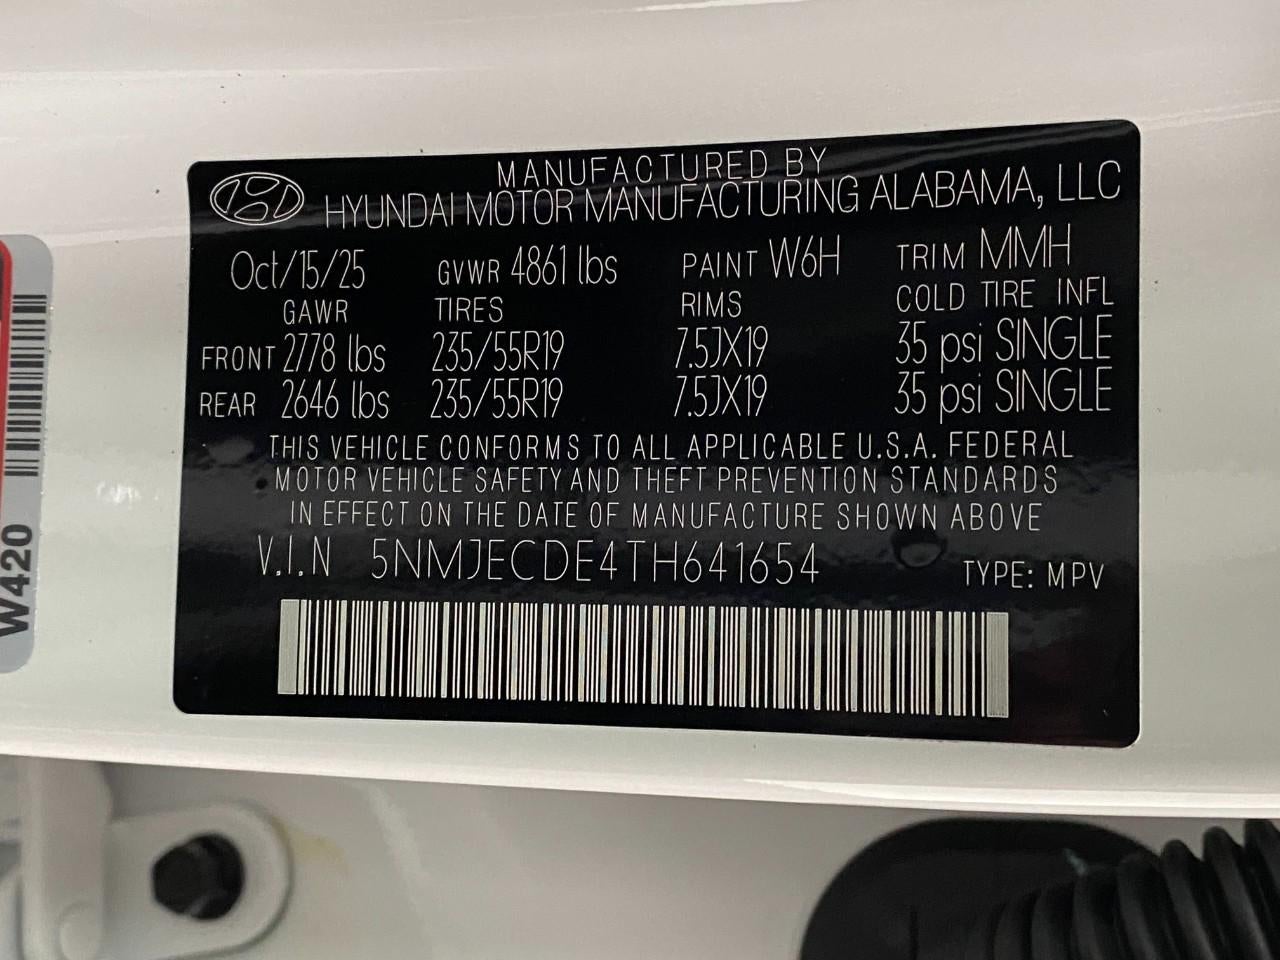 MANUFACTURED BY
HYUNDAI MOTOR MANUFACTURING ALABAMA, LLC
Oct/15/25 GVWR 4861 lbs PAINT W6H TRIM MMH
GAWR TIRES RIMS COLD TIRE INFL
FRONT 2778 lbs 235/55R19 7.5JX19 35 psi SINGLE
REAR 2646 lbs 235/55R19 7.5JX19 35 psi SINGLE
THIS VEHICLE CONFORMS TO ALL APPLICABLE U.S.A. FEDERAL
MOTOR VEHICLE SAFETY AND THEFT PREVENTION STANDARDS
IN EFFECT ON THE DATE OF MANUFACTURE SHOWN ABOVE
V.I.N 5NMJECDE4TH641654 TYPE: MPV
W420